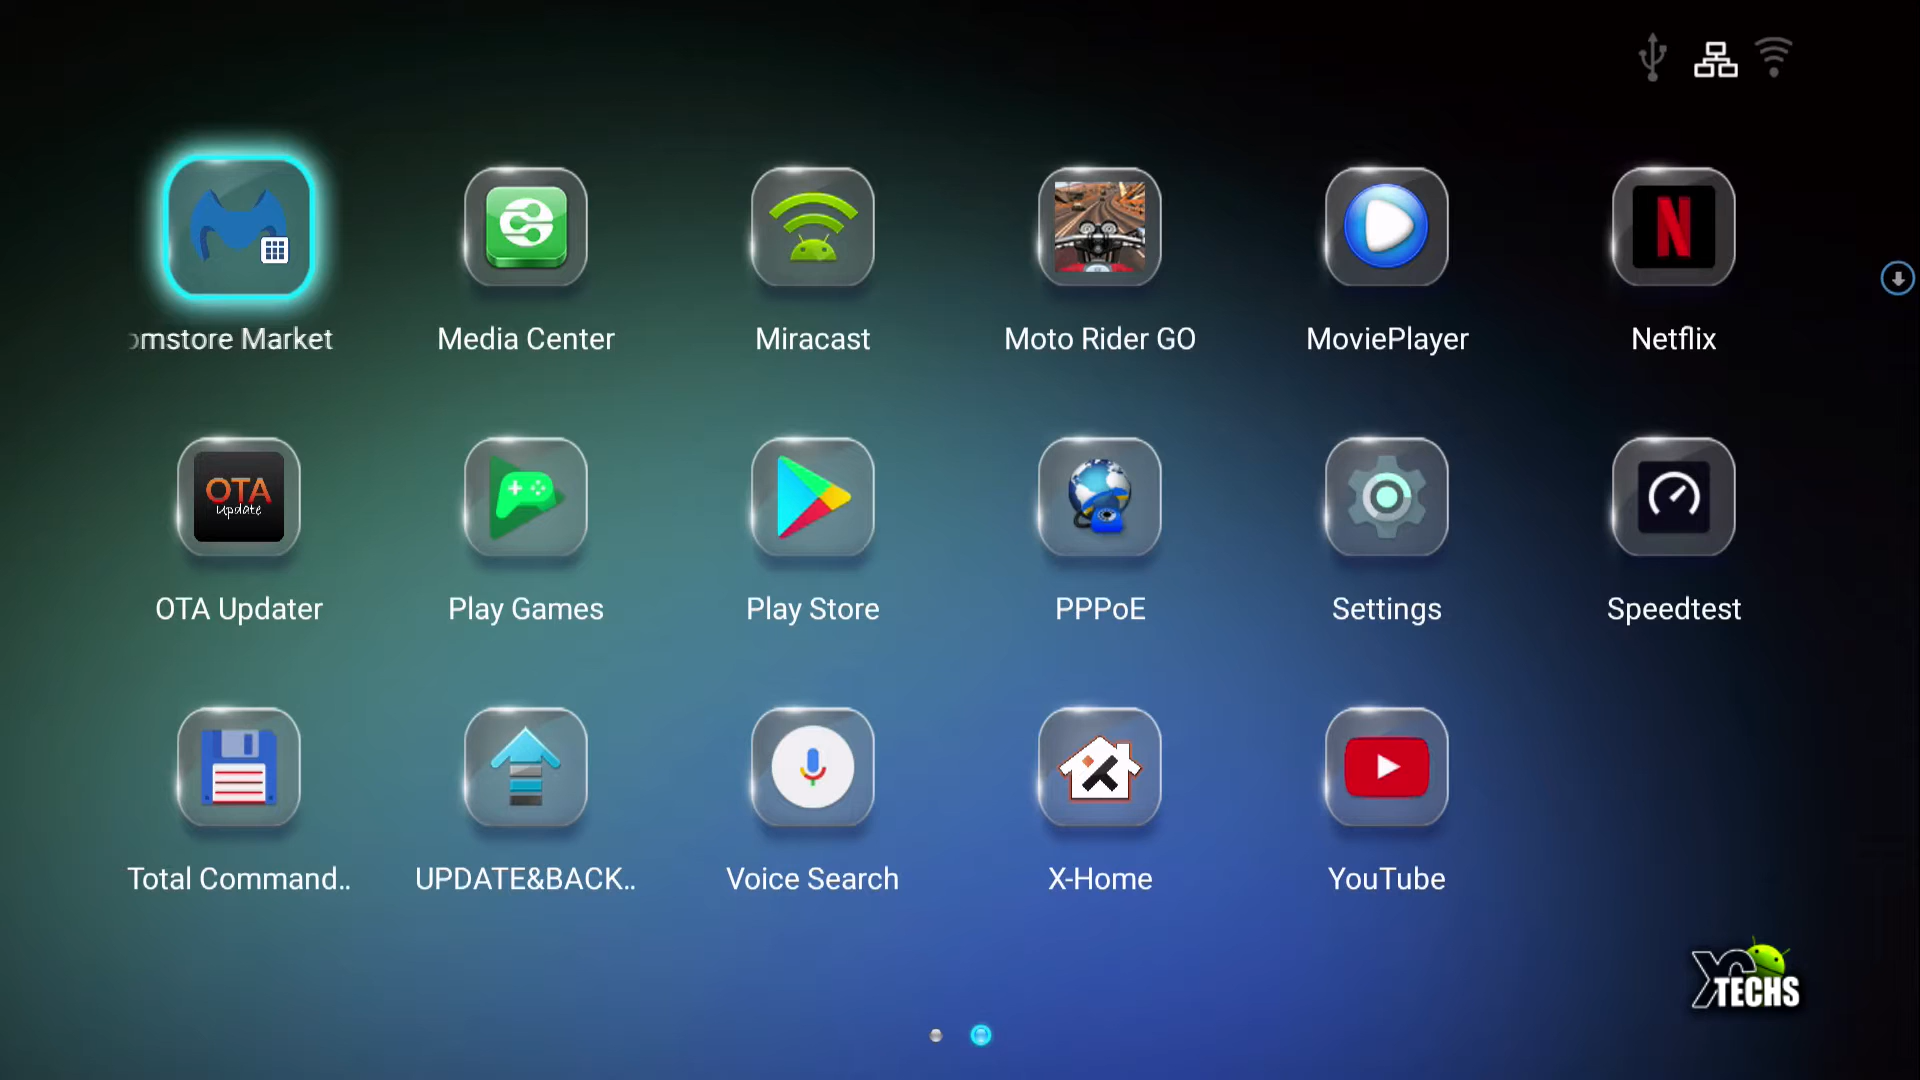 omstore Market
Media Center
Miracast
Moto Rider GO
MoviePlayer
Netflix
N
OTA
Update
OTA Updater
Play Games
Play Store
PPPoE
Settings
Speedtest
Total Command..
UPDATE&BACK..
Voice Search
X-Home
YouTube
TECHS